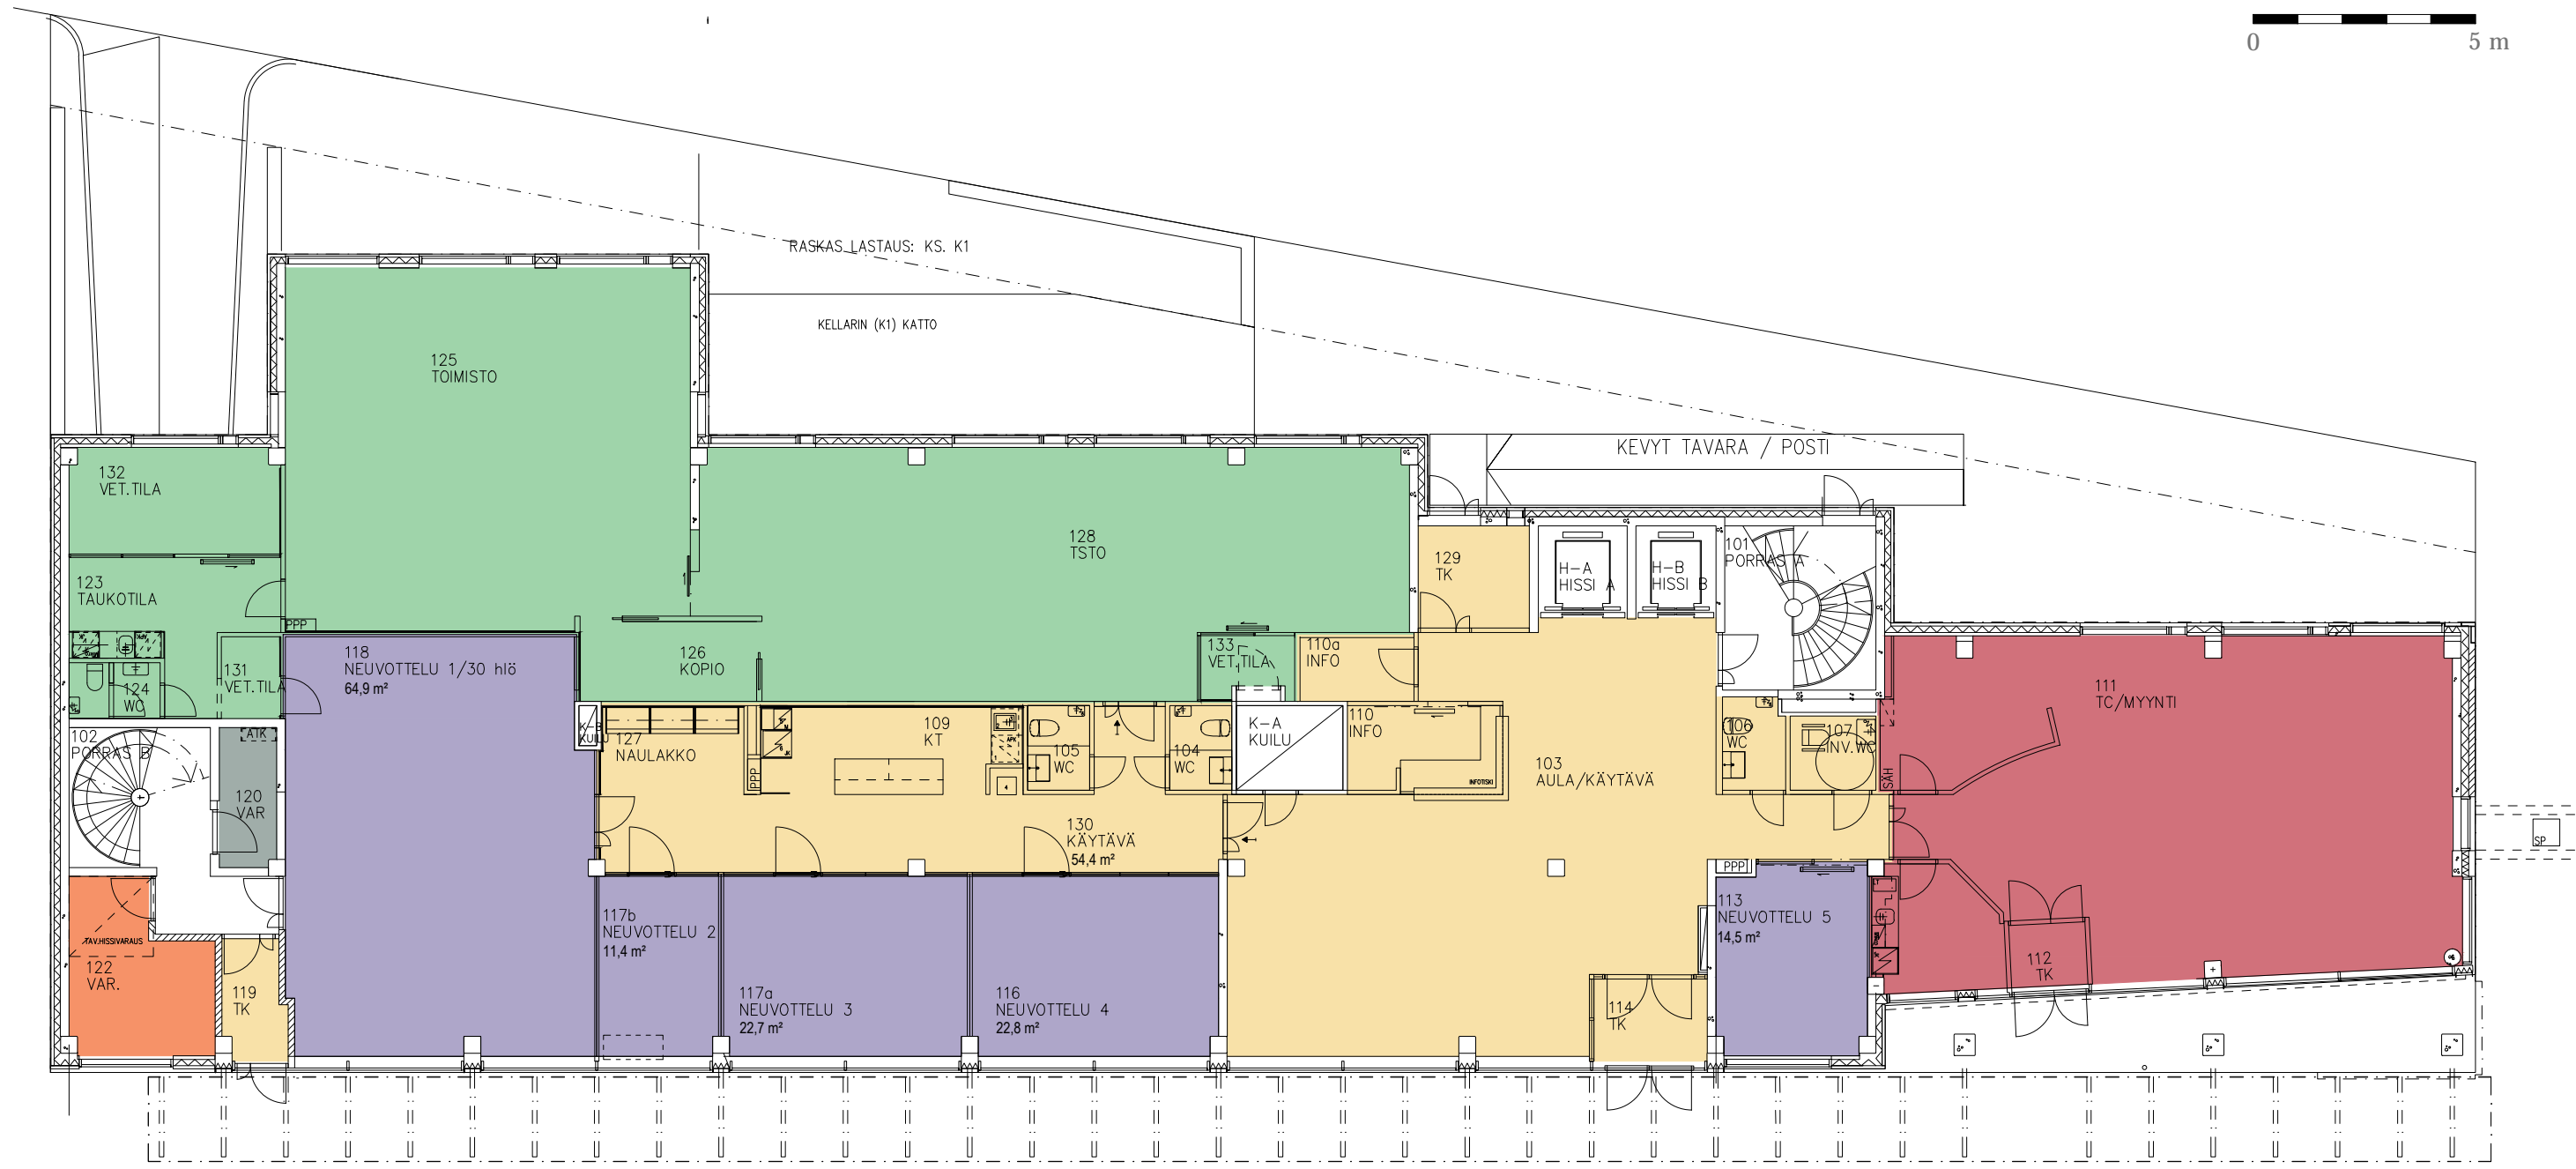 0
5 m
RASKAS LASTAUS: KS. K1
KELLARIN (K1) KATTO
125
TOIMISTO
KEVYT TAVARA / POSTI
132
VET.TILA
128
TSTO
129
TK
H-A
HISSI A
H-B
HISSI B
101
PORRAS A
123
TAUKOTILA
PPP
118
NEUVOTTELU 1/30 hlö
64,9 m²
126
KOPIO
133
VET.TILA
110a
INFO
131
VET.TILA
124
WC
111
TC/MYYNTI
102
PORRAS B
ATK
K-B
KUILU
127
NAULAKKO
109
KT
PPP
105
WC
104
WC
K-A
KUILU
110
INFO
INFOTISKI
103
AULA/KÄYTÄVÄ
106
WC
107
INV.WC
SÄH
120
VAR
130
KÄYTÄVÄ
54,4 m²
SP
PPP
117b
NEUVOTTELU 2
11,4 m²
113
NEUVOTTELU 5
14,5 m²
TAV.HISSIVARAUS
122
VAR.
119
TK
117a
NEUVOTTELU 3
22,7 m²
116
NEUVOTTELU 4
22,8 m²
114
TK
112
TK